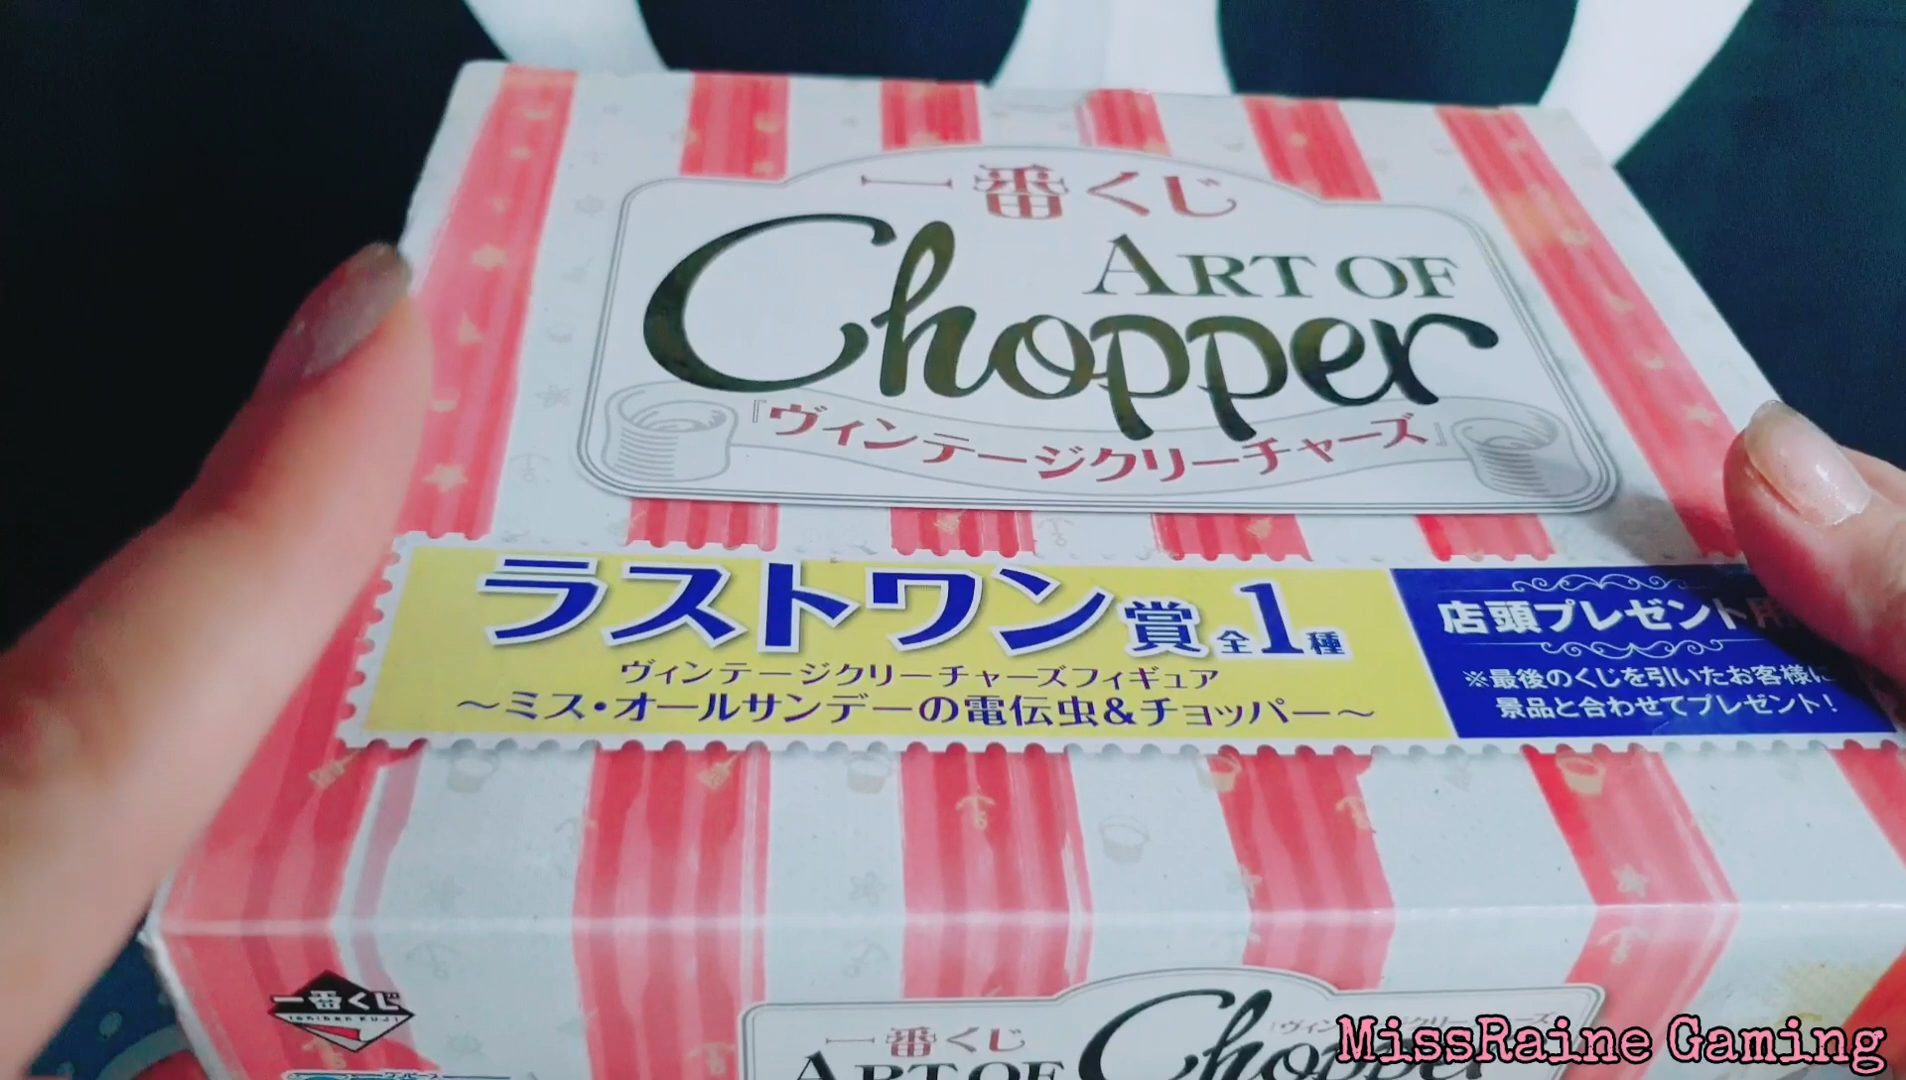 一番くじ
ART OF
Chopper
『ヴィンテージクリーチャーズ』
ラストワン賞 全1種
ヴィンテージクリーチャーズフィギュア
～ミス・オールサンデーの電伝虫&チョッパー～
店頭プレゼント用
※最後のくじを引いたお客様に
景品と合わせてプレゼント!
一番くじ
Ichiban KUJI
一番くじ
ART OF
Chopper
MissRaine Gaming